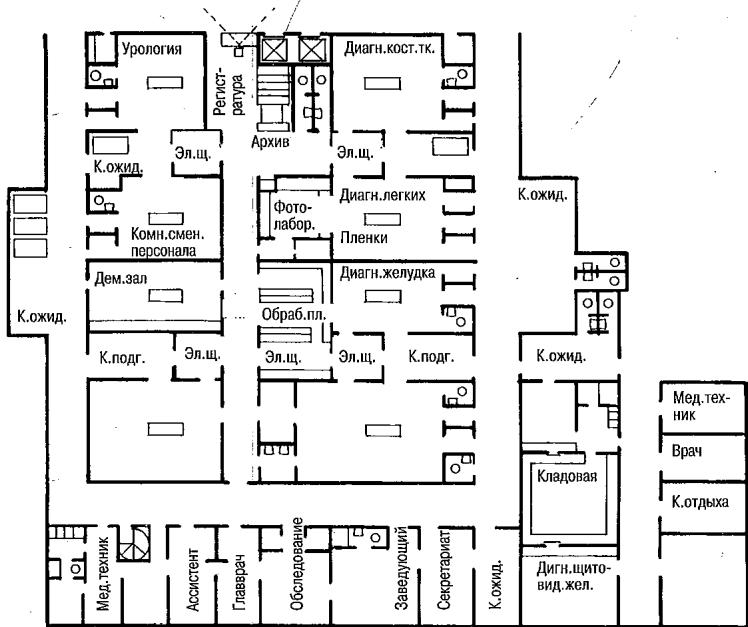 Урология
Регист-
ратура
Диагн.кост.тк.
Архив
Эл.щ.
Эл.щ.
К.ожид.
Фото-
лабор.
Диагн.легких
Пленки
К.ожид.
Комн.смен.
персонала
Дем.зал
Диагн.желудка
К.ожид.
Обраб.пл.
К.подг.
Эл.щ.
Эл.щ.
Эл.щ.
К.подг.
К.ожид.
Мед.тех-
ник
Врач
Кладовая
К.отдыха
Мед.техник
Ассистент
Главврач
Обследование
Заведующий
Секретариат
К.ожид.
Дигн.щито-
вид.жел.